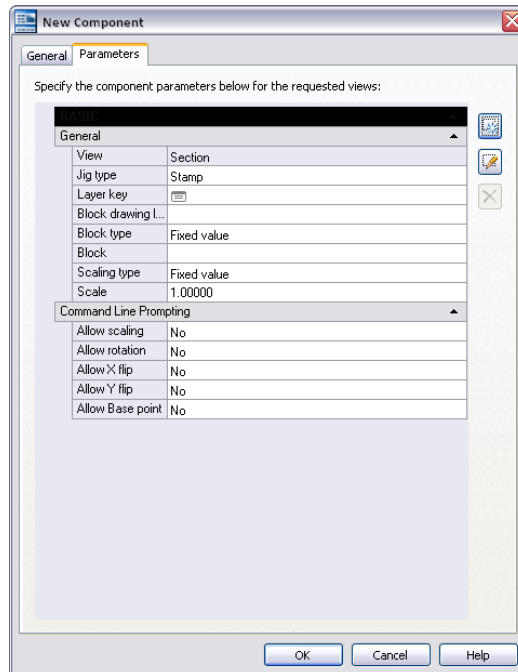 New Component
General Parameters
Specify the component parameters below for the requested views:
BASIC
General
View Section
Jig type Stamp
Layer key
Block drawing l...
Block type Fixed value
Block
Scaling type Fixed value
Scale 1.00000
Command Line Prompting
Allow scaling No
Allow rotation No
Allow X flip No
Allow Y flip No
Allow Base point No
OK Cancel Help